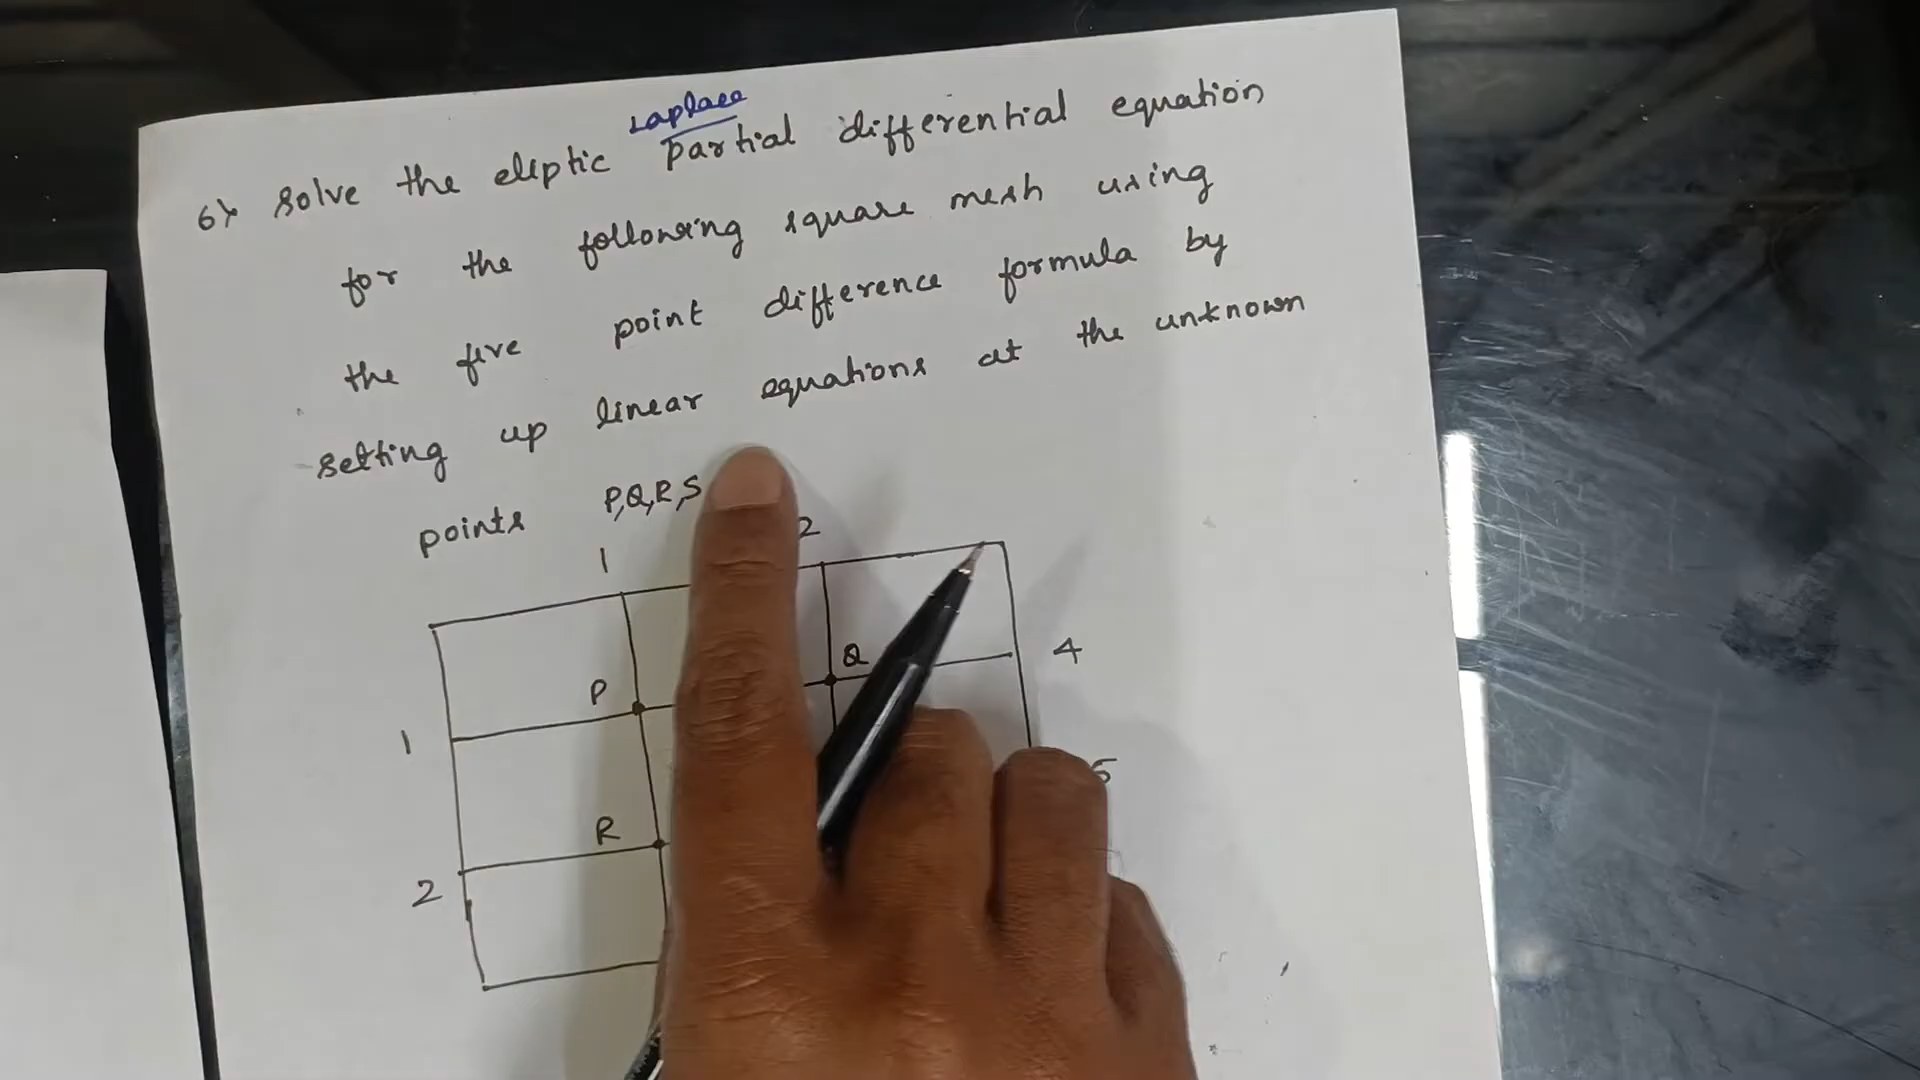 Laplace
6) solve the eliptic partial differential equation
for the following square mesh using
the five point difference formula by
setting up linear equations at the unknown
points P,Q,R,S
1 2
Q 4
P
1
5
R
2